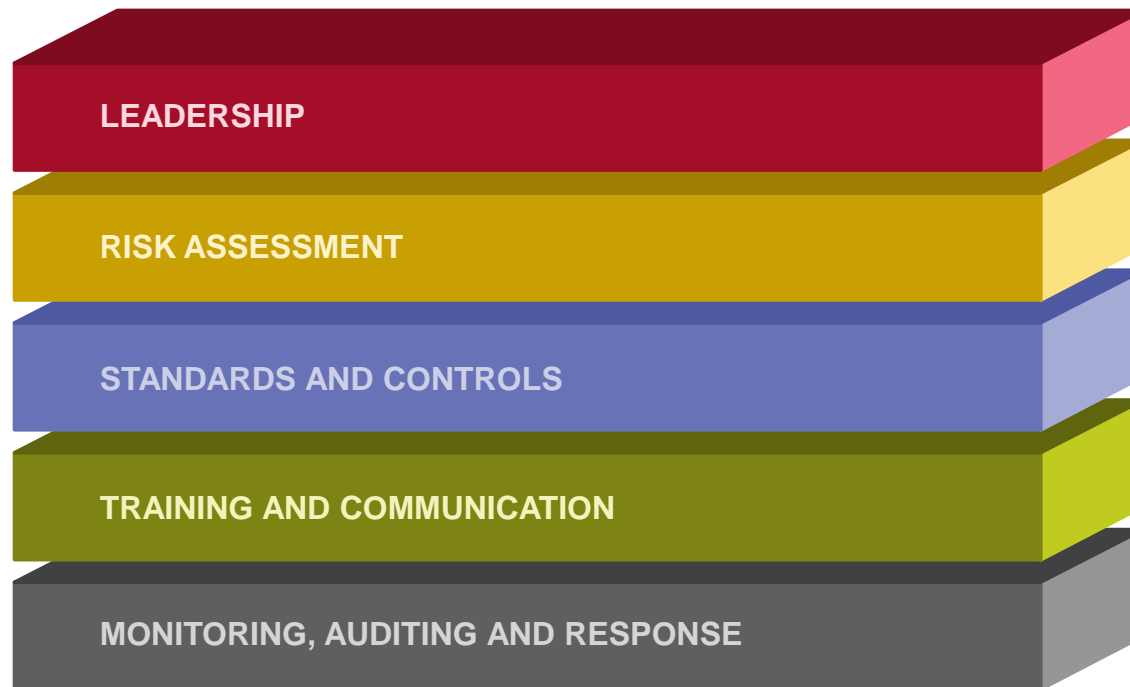 LEADERSHIP
RISK ASSESSMENT
STANDARDS AND CONTROLS
TRAINING AND COMMUNICATION
MONITORING, AUDITING AND RESPONSE